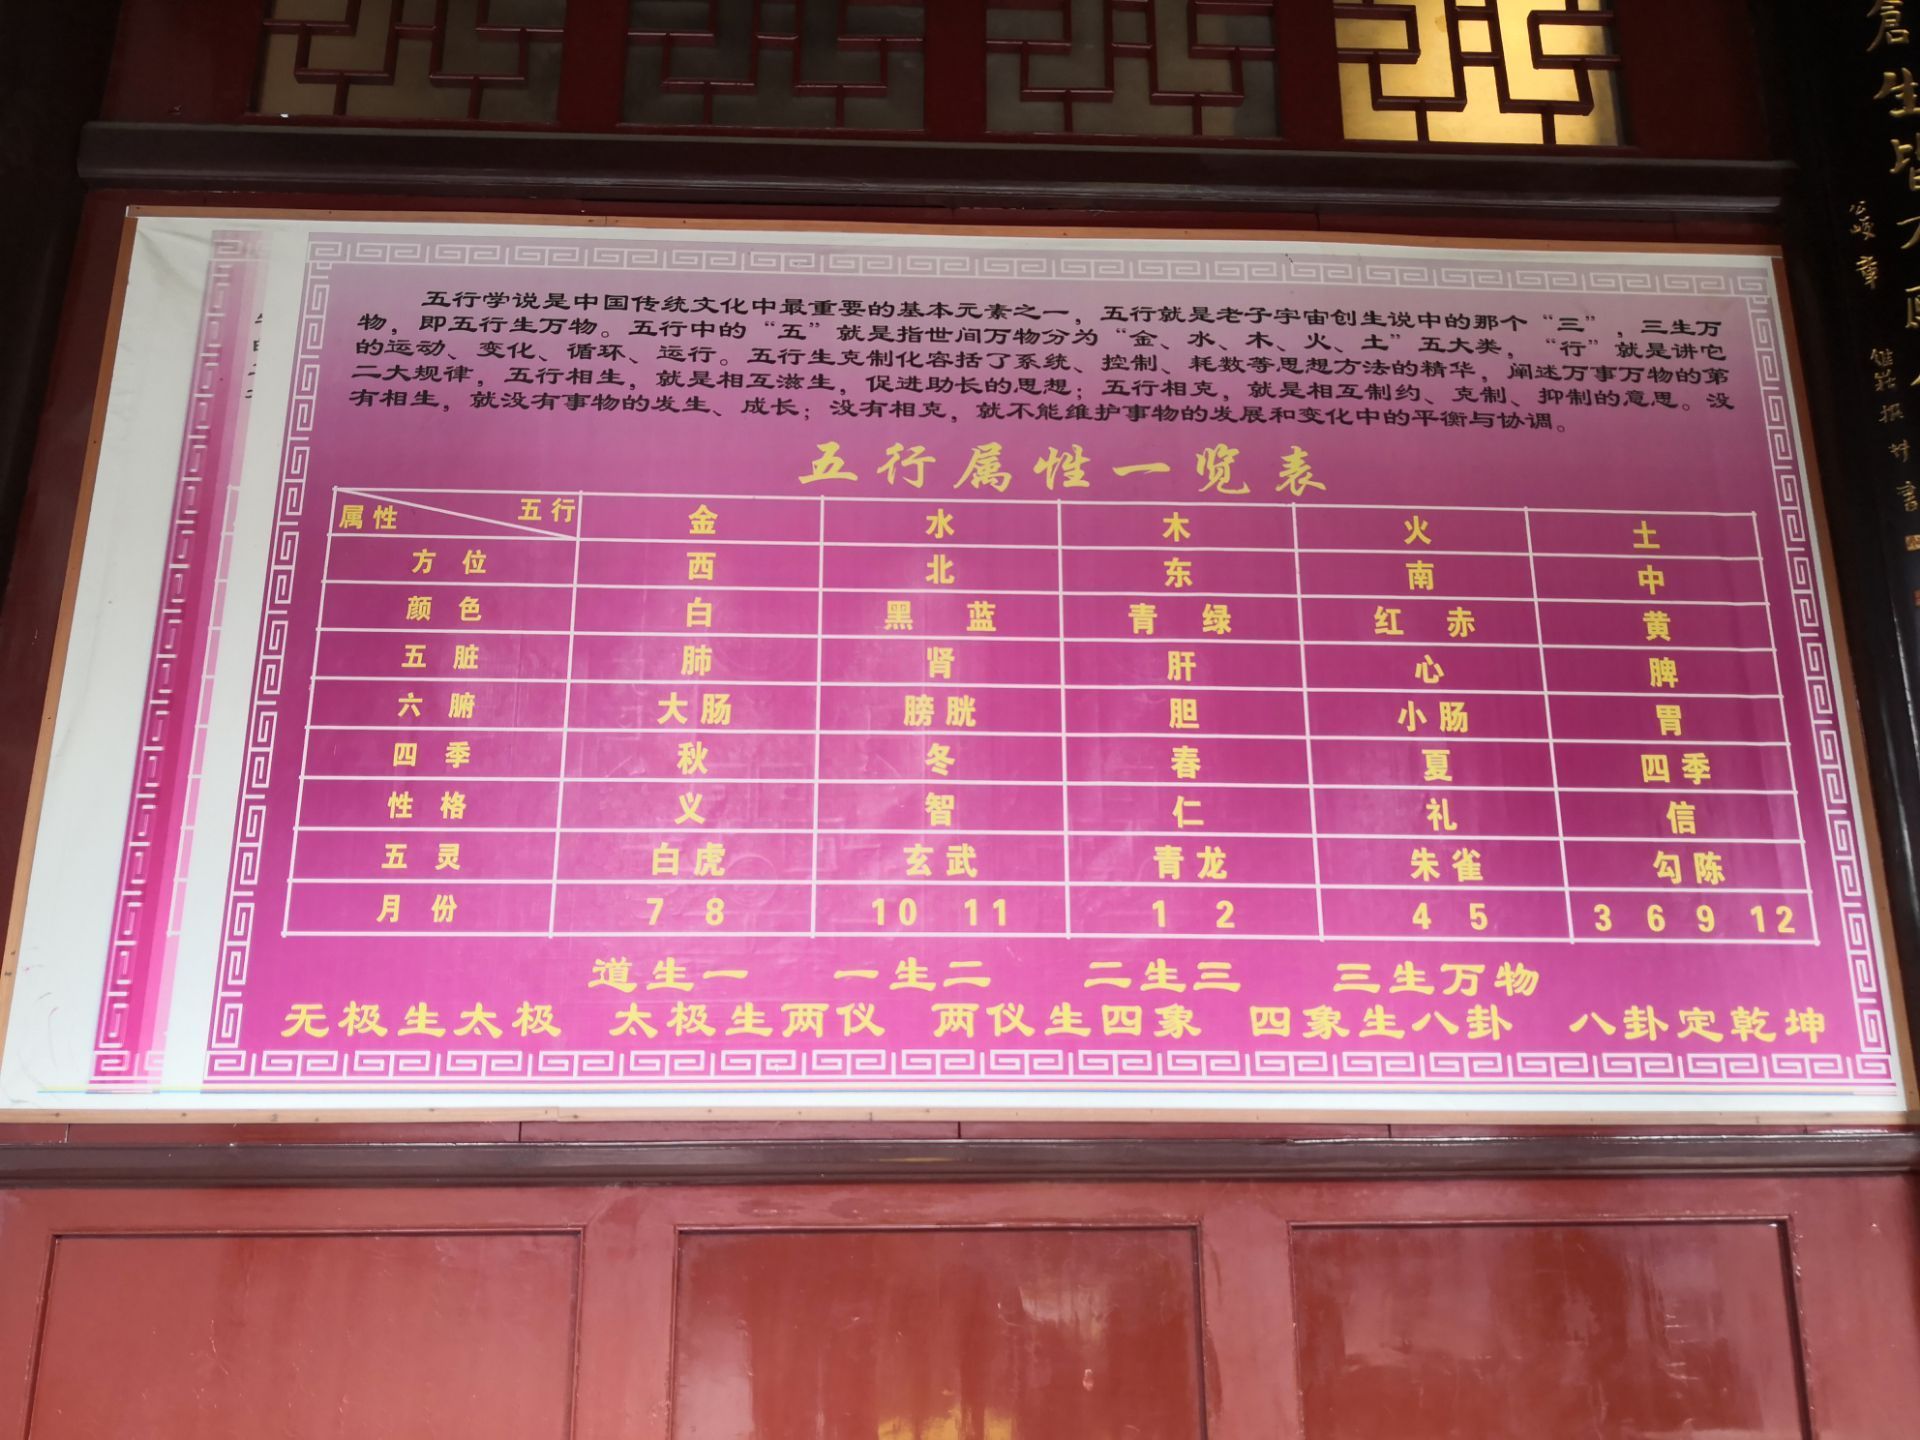 五行学说是中国传统文化中最重要的基本元素之一，五行就是老子宇宙创生说中的那个“三”，三生万
物，即五行生万物。五行中的“五”就是指世间万物分为“金、水、木、火、土”五大类，“行”就是讲它
的运动、变化、循环、运行。五行生克制化容括了系统、控制、耗数等思想方法的精华，阐述万事万物的第
二大规律，五行相生，就是相互滋生，促进助长的思想；五行相克，就是相互制约、克制、抑制的意思。没
有相生，就没有事物的发生、成长；没有相克，就不能维护事物的发展和变化中的平衡与协调。
五行属性一览表
属性 五行 金 水 木 火 土
方位 西 北 东 南 中
颜色 白 黑 蓝 青 绿 红 赤 黄
五脏 肺 肾 肝 心 脾
六腑 大肠 膀胱 胆 小肠 胃
四季 秋 冬 春 夏 四季
性格 义 智 仁 礼 信
五灵 白虎 玄武 青龙 朱雀 勾陈
月份 7 8 10 11 1 2 4 5 3 6 9 12
道生一 一生二 二生三 三生万物
无极生太极 太极生两仪 两仪生四象 四象生八卦 八卦定乾坤
生皆